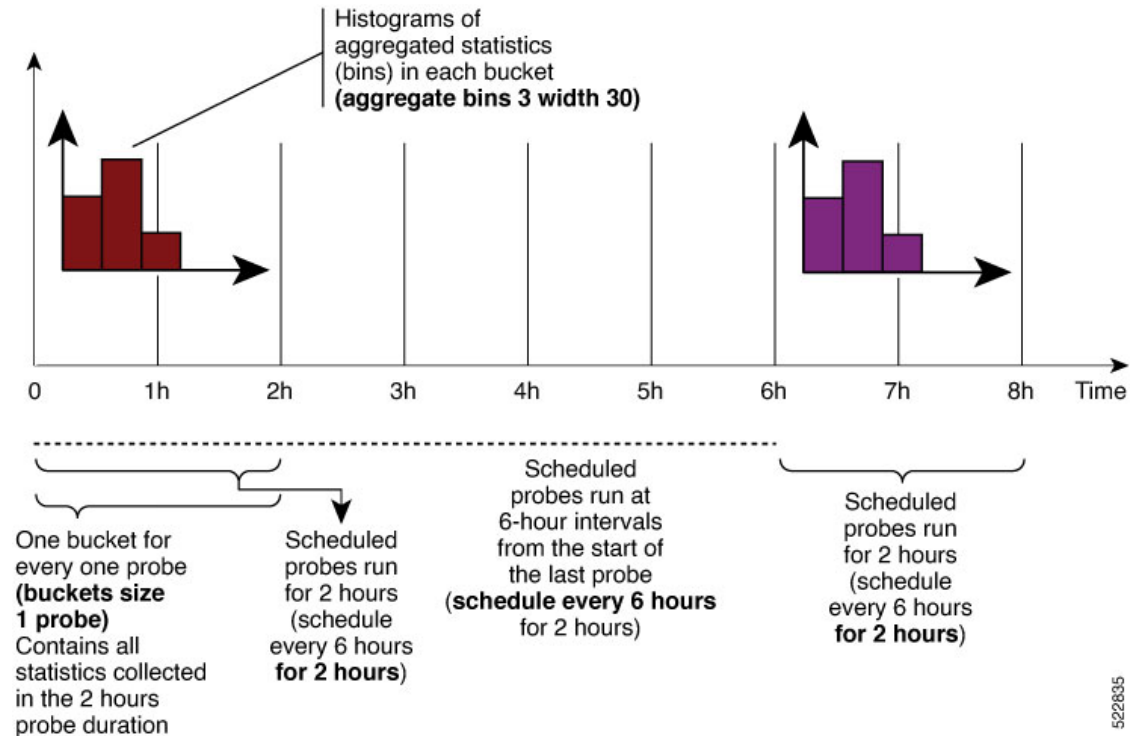 Histograms of
aggregated statistics
(bins) in each bucket
(aggregate bins 3 width 30)
0
1h
2h
3h
4h
5h
6h
7h
8h
Time
One bucket for
every one probe
(buckets size
1 probe)
Contains all
statistics collected
in the 2 hours
probe duration
Scheduled
probes run
for 2 hours
(schedule
every 6 hours
for 2 hours)
Scheduled
probes run at
6-hour intervals
from the start of
the last probe
(schedule every 6 hours
for 2 hours)
Scheduled
probes run
for 2 hours
(schedule
every 6 hours
for 2 hours)
522835